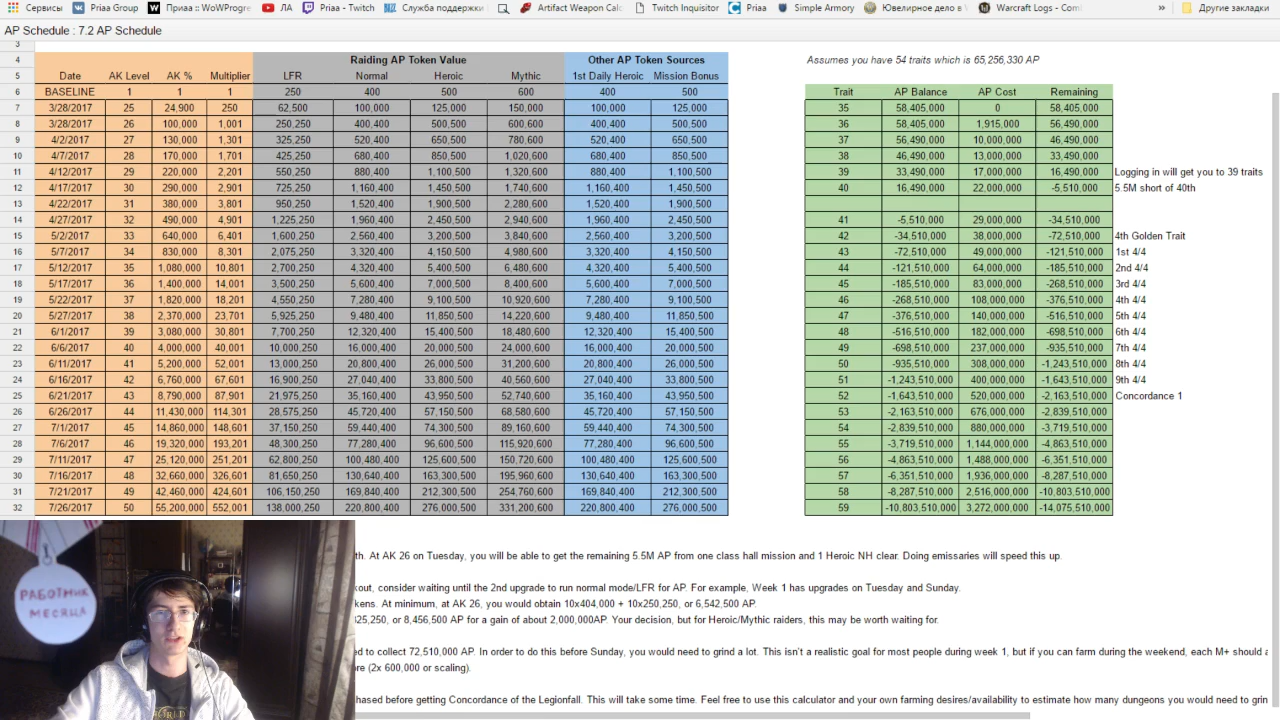 Сервисы Priaa Group Приаа :: WoWProgre ЛА Priaa - Twitch Служба поддержки Artifact Weapon Calc Twitch Inquisitor Priaa Simple Armory Ювелирное дело в Warcraft Logs - Com » Другие закладки
AP Schedule : 7.2 AP Schedule
3
4 Raiding AP Token Value Other AP Token Sources Assumes you have 54 traits which is 65,256,330 AP
5 Date AK Level AK % Multiplier LFR Normal Heroic Mythic 1st Daily Heroic Mission Bonus
6 BASELINE 1 1 1 250 400 500 600 400 500 Trait AP Balance AP Cost Remaining
7 3/28/2017 25 24,900 250 62,500 100,000 125,000 150,000 100,000 125,000 35 58,405,000 0 58,405,000
8 3/28/2017 26 100,000 1,001 250,250 400,400 500,500 600,600 400,400 500,500 36 58,405,000 1,915,000 56,490,000
9 4/2/2017 27 130,000 1,301 325,250 520,400 650,500 780,600 520,400 650,500 37 56,490,000 10,000,000 46,490,000
10 4/7/2017 28 170,000 1,701 425,250 680,400 850,500 1,020,600 680,400 850,500 38 46,490,000 13,000,000 33,490,000
11 4/12/2017 29 220,000 2,201 550,250 880,400 1,100,500 1,320,600 880,400 1,100,500 39 33,490,000 17,000,000 16,490,000 Logging in will get you to 39 traits
12 4/17/2017 30 290,000 2,901 725,250 1,160,400 1,450,500 1,740,600 1,160,400 1,450,500 40 16,490,000 22,000,000 -5,510,000 5.5M short of 40th
13 4/22/2017 31 380,000 3,801 950,250 1,520,400 1,900,500 2,280,600 1,520,400 1,900,500
14 4/27/2017 32 490,000 4,901 1,225,250 1,960,400 2,450,500 2,940,600 1,960,400 2,450,500 41 -5,510,000 29,000,000 -34,510,000
15 5/2/2017 33 640,000 6,401 1,600,250 2,560,400 3,200,500 3,840,600 2,560,400 3,200,500 42 -34,510,000 38,000,000 -72,510,000 4th Golden Trait
16 5/7/2017 34 830,000 8,301 2,075,250 3,320,400 4,150,500 4,980,600 3,320,400 4,150,500 43 -72,510,000 49,000,000 -121,510,000 1st 4/4
17 5/12/2017 35 1,080,000 10,801 2,700,250 4,320,400 5,400,500 6,480,600 4,320,400 5,400,500 44 -121,510,000 64,000,000 -185,510,000 2nd 4/4
18 5/17/2017 36 1,400,000 14,001 3,500,250 5,600,400 7,000,500 8,400,600 5,600,400 7,000,500 45 -185,510,000 83,000,000 -268,510,000 3rd 4/4
19 5/22/2017 37 1,820,000 18,201 4,550,250 7,280,400 9,100,500 10,920,600 7,280,400 9,100,500 46 -268,510,000 108,000,000 -376,510,000 4th 4/4
20 5/27/2017 38 2,370,000 23,701 5,925,250 9,480,400 11,850,500 14,220,600 9,480,400 11,850,500 47 -376,510,000 140,000,000 -516,510,000 5th 4/4
21 6/1/2017 39 3,080,000 30,801 7,700,250 12,320,400 15,400,500 18,480,600 12,320,400 15,400,500 48 -516,510,000 182,000,000 -698,510,000 6th 4/4
22 6/6/2017 40 4,000,000 40,001 10,000,250 16,000,400 20,000,500 24,000,600 16,000,400 20,000,500 49 -698,510,000 237,000,000 -935,510,000 7th 4/4
23 6/11/2017 41 5,200,000 52,001 13,000,250 20,800,400 26,000,500 31,200,600 20,800,400 26,000,500 50 -935,510,000 308,000,000 -1,243,510,000 8th 4/4
24 6/16/2017 42 6,760,000 67,601 16,900,250 27,040,400 33,800,500 40,560,600 27,040,400 33,800,500 51 -1,243,510,000 400,000,000 -1,643,510,000 9th 4/4
25 6/21/2017 43 8,790,000 87,901 21,975,250 35,160,400 43,950,500 52,740,600 35,160,400 43,950,500 52 -1,643,510,000 520,000,000 -2,163,510,000 Concordance 1
26 6/26/2017 44 11,430,000 114,301 28,575,250 45,720,400 57,150,500 68,580,600 45,720,400 57,150,500 53 -2,163,510,000 676,000,000 -2,839,510,000
27 7/1/2017 45 14,860,000 148,601 37,150,250 59,440,400 74,300,500 89,160,600 59,440,400 74,300,500 54 -2,839,510,000 880,000,000 -3,719,510,000
28 7/6/2017 46 19,320,000 193,201 48,300,250 77,280,400 96,600,500 115,920,600 77,280,400 96,600,500 55 -3,719,510,000 1,144,000,000 -4,863,510,000
29 7/11/2017 47 25,120,000 251,201 62,800,250 100,480,400 125,600,500 150,720,600 100,480,400 125,600,500 56 -4,863,510,000 1,488,000,000 -6,351,510,000
30 7/16/2017 48 32,660,000 326,601 81,650,250 130,640,400 163,300,500 195,960,600 130,640,400 163,300,500 57 -6,351,510,000 1,936,000,000 -8,287,510,000
31 7/21/2017 49 42,460,000 424,601 106,150,250 169,840,400 212,300,500 254,760,600 169,840,400 212,300,500 58 -8,287,510,000 2,516,000,000 -10,803,510,000
32 7/26/2017 50 55,200,000 552,001 138,000,250 220,800,400 276,000,500 331,200,600 220,800,400 276,000,500 59 -10,803,510,000 3,272,000,000 -14,075,510,000
th. At AK 26 on Tuesday, you will be able to get the remaining 5.5M AP from one class hall mission and 1 Heroic NH clear. Doing emissaries will speed this up.
kout, consider waiting until the 2nd upgrade to run normal mode/LFR for AP. For example, Week 1 has upgrades on Tuesday and Sunday.
kens. At minimum, at AK 26, you would obtain 10x404,000 + 10x250,250, or 6,542,500 AP.
325,250, or 8,456,500 AP for a gain of about 2,000,000AP. Your decision, but for Heroic/Mythic raiders, this may be worth waiting for.
ed to collect 72,510,000 AP. In order to do this before Sunday, you would need to grind a lot. This isn't a realistic goal for most people during week 1, but if you can farm during the weekend, each M+ should a
re (2x 600,000 or scaling).
hased before getting Concordance of the Legionfall. This will take some time. Feel free to use this calculator and your own farming desires/availability to estimate how many dungeons you would need to grin
РАБОТНИК
МЕСЯЦА